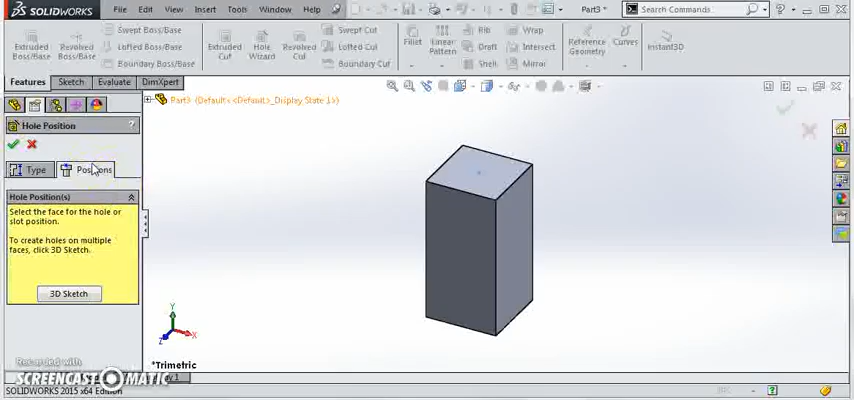 SOLIDWORKS File Edit View Insert Tools Window Help Part3 * Search Commands
Extruded Boss/Base
Revolved Boss/Base
Swept Boss/Base
Lofted Boss/Base
Boundary Boss/Base
Extruded Cut
Hole Wizard
Revolved Cut
Swept Cut
Lofted Cut
Boundary Cut
Fillet
Linear Pattern
Rib
Draft
Shell
Wrap
Intersect
Mirror
Reference Geometry
Curves
Instant3D
Features Sketch Evaluate DimXpert
Part3 (Default<<Default>_Display State 1>)
Hole Position ?
Type Positions
Hole Position(s)
Select the face for the hole or
slot position.
To create holes on multiple
faces, click 3D Sketch.
3D Sketch
Y
X
Z
*Trimetric
Recorded with
SCREENCAST MATIC
SOLIDWORKS 2015 x64 Edition